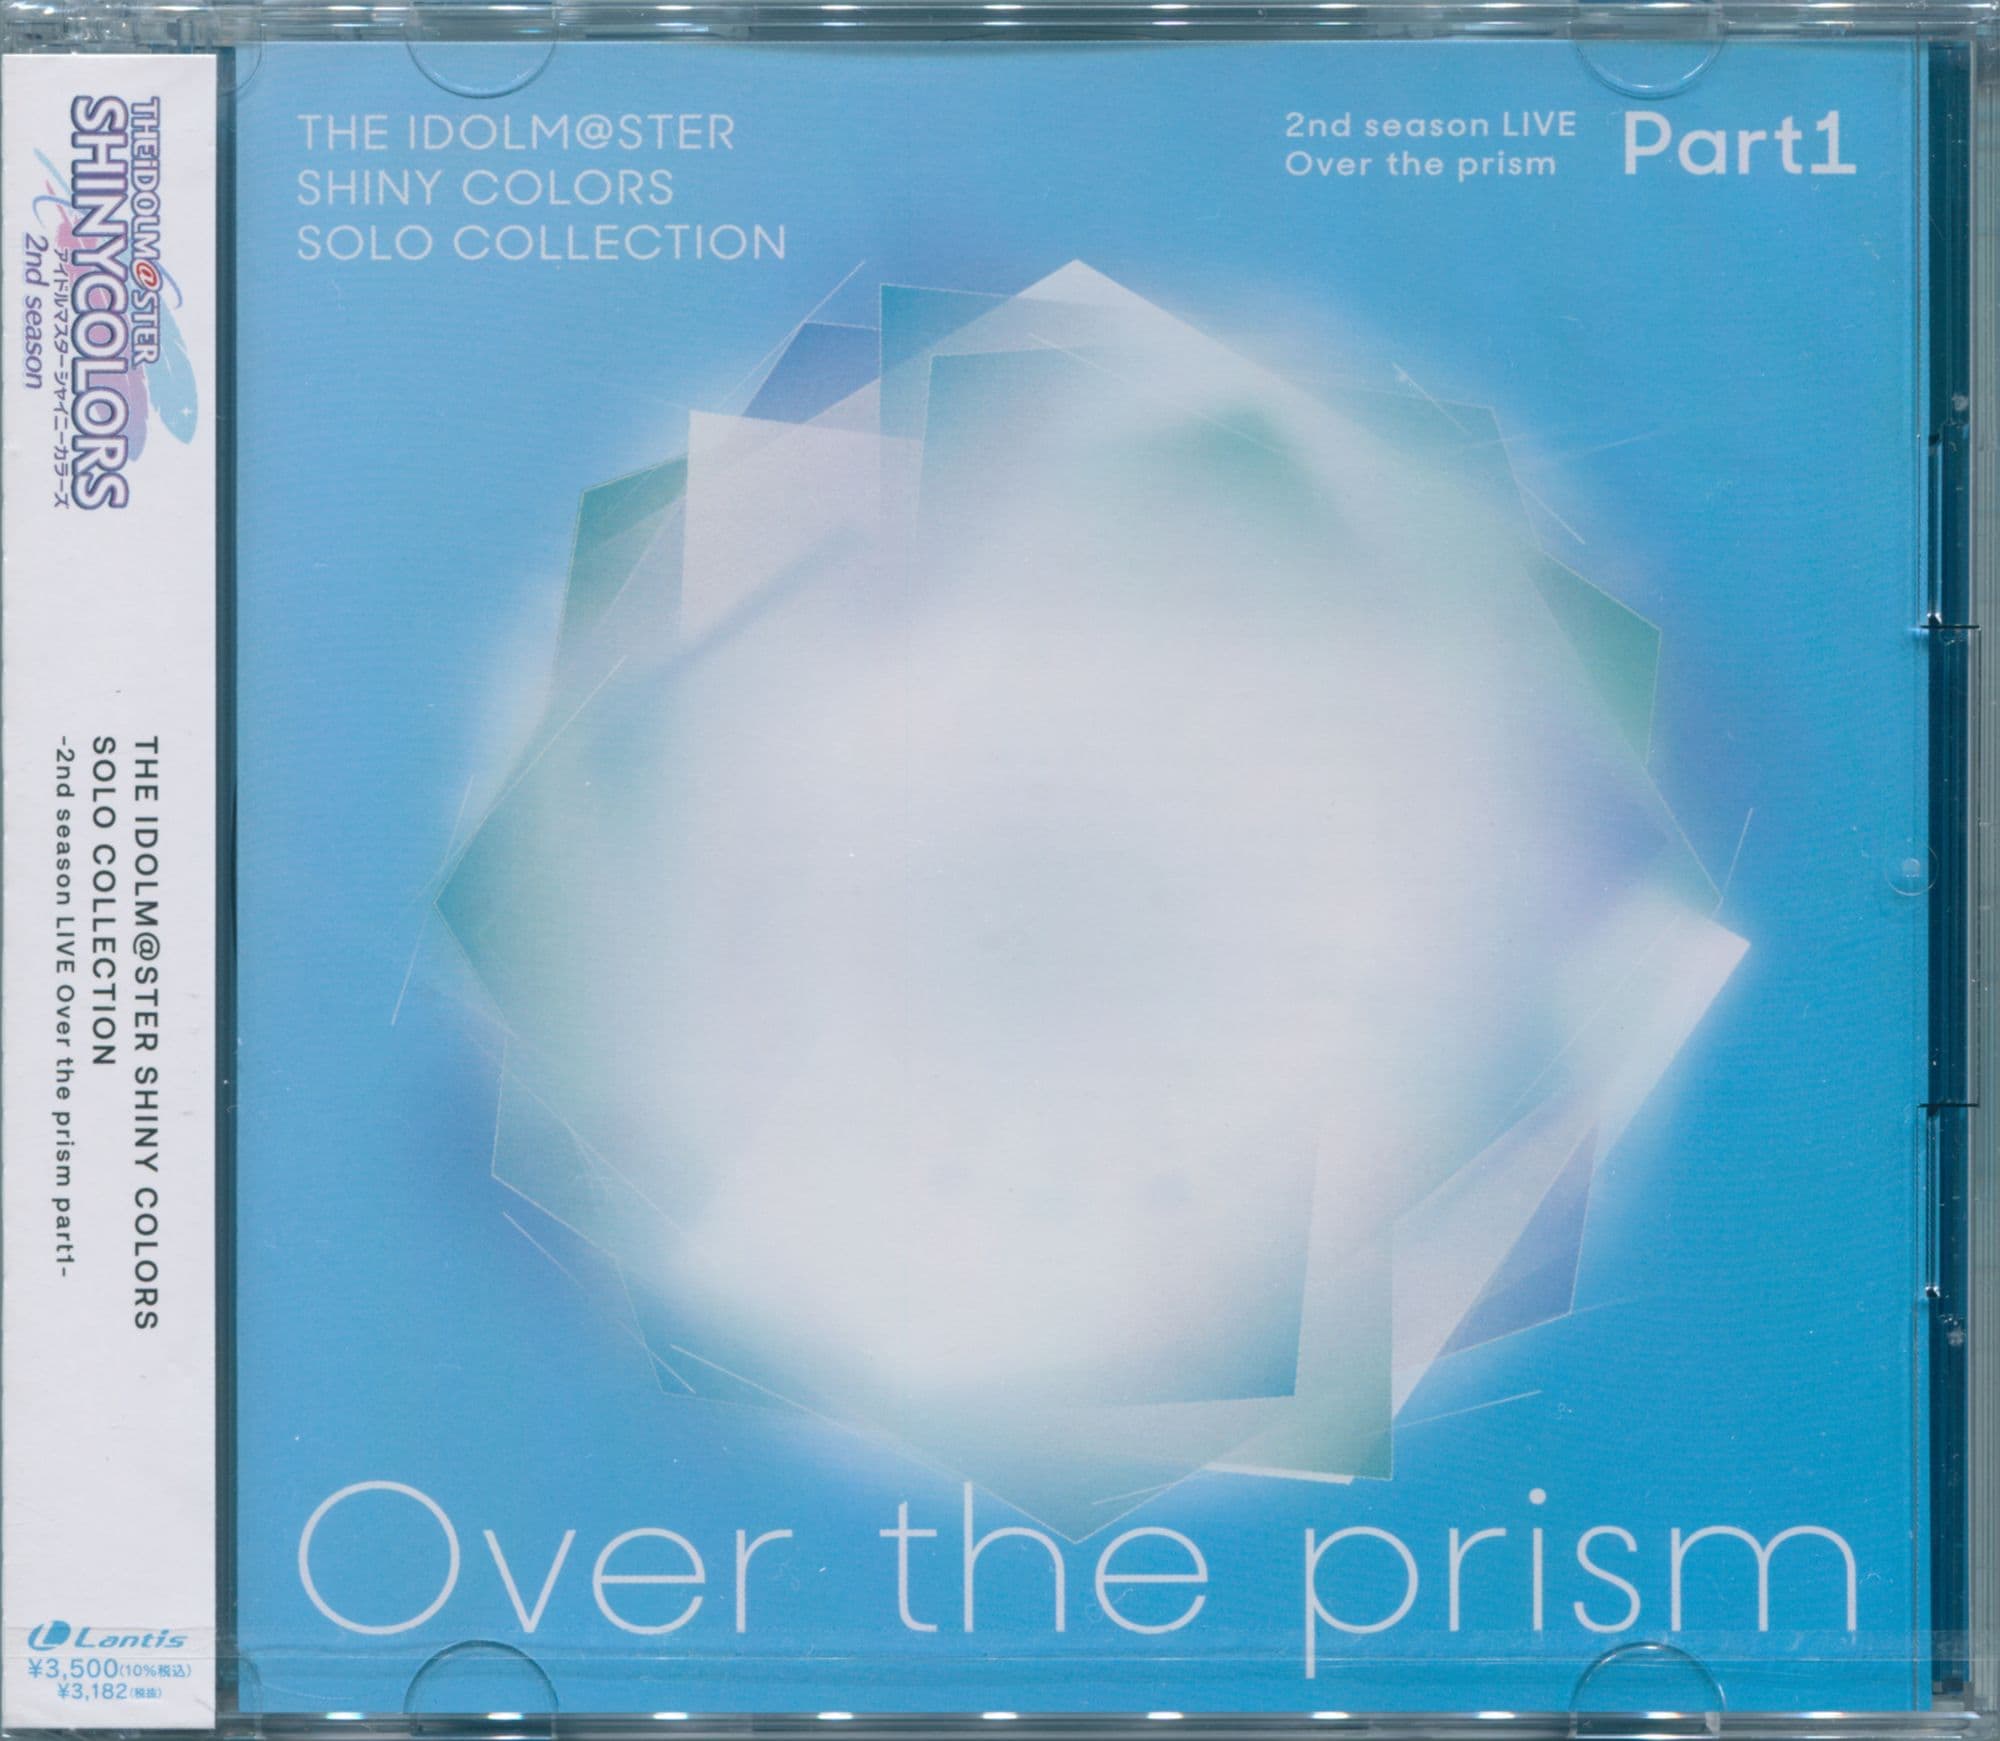 THE IDOLM@STER
SHINYCOLORS
アイドルマスターシャイニーカラーズ
2nd season
THE IDOLM@STER SHINY COLORS
SOLO COLLECTION
-2nd season LIVE Over the prism part1-
Lantis
¥3,500(10%税込)
¥3,182(税抜)
THE IDOLM@STER
SHINY COLORS
SOLO COLLECTION
2nd season LIVE
Over the prism
Part1
Over the prism